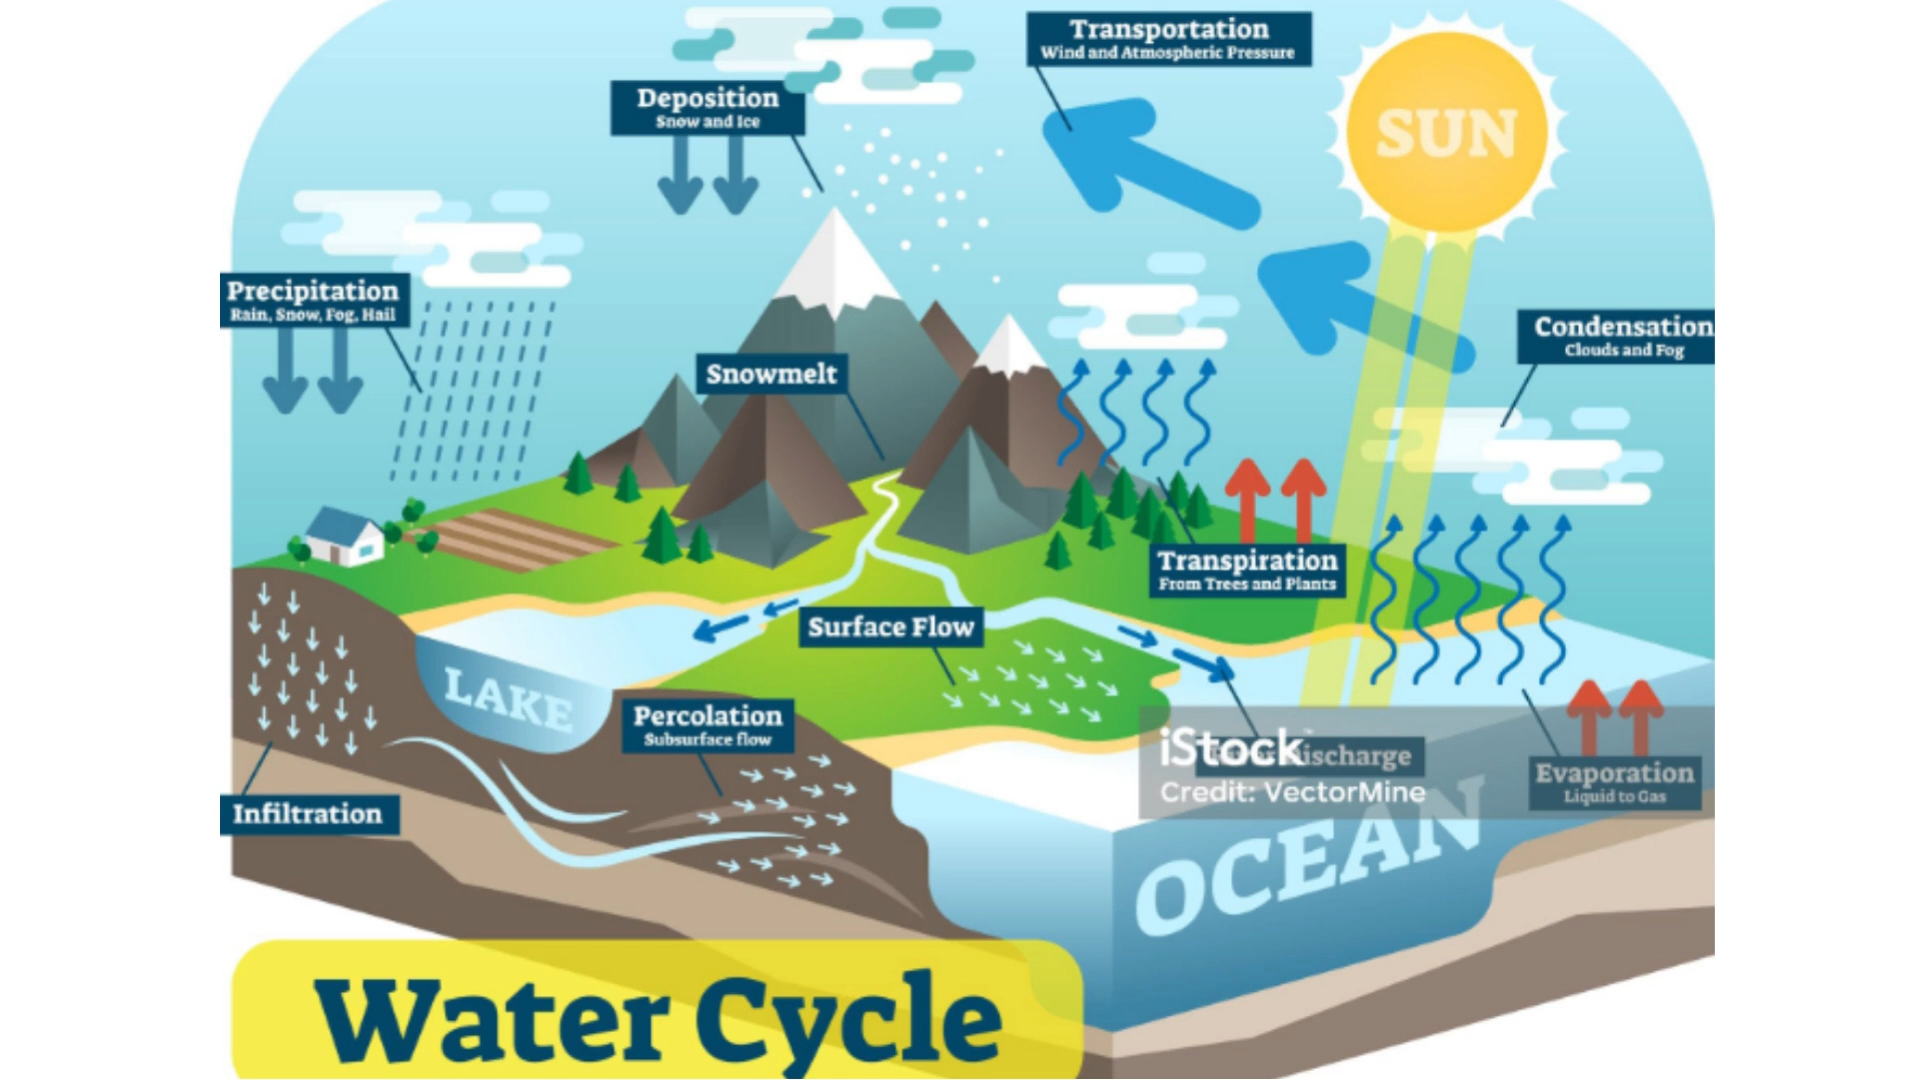 Transportation
Wind and Atmospheric Pressure
SUN
Deposition
Snow and Ice
Precipitation
Rain, Snow, Fog, Hail
Condensation
Clouds and Fog
Snowmelt
Transpiration
From Trees and Plants
Surface Flow
LAKE
Percolation
Subsurface flow
iStock
Discharge
Credit: VectorMine
Evaporation
Liquid to Gas
Infiltration
OCEAN
Water Cycle